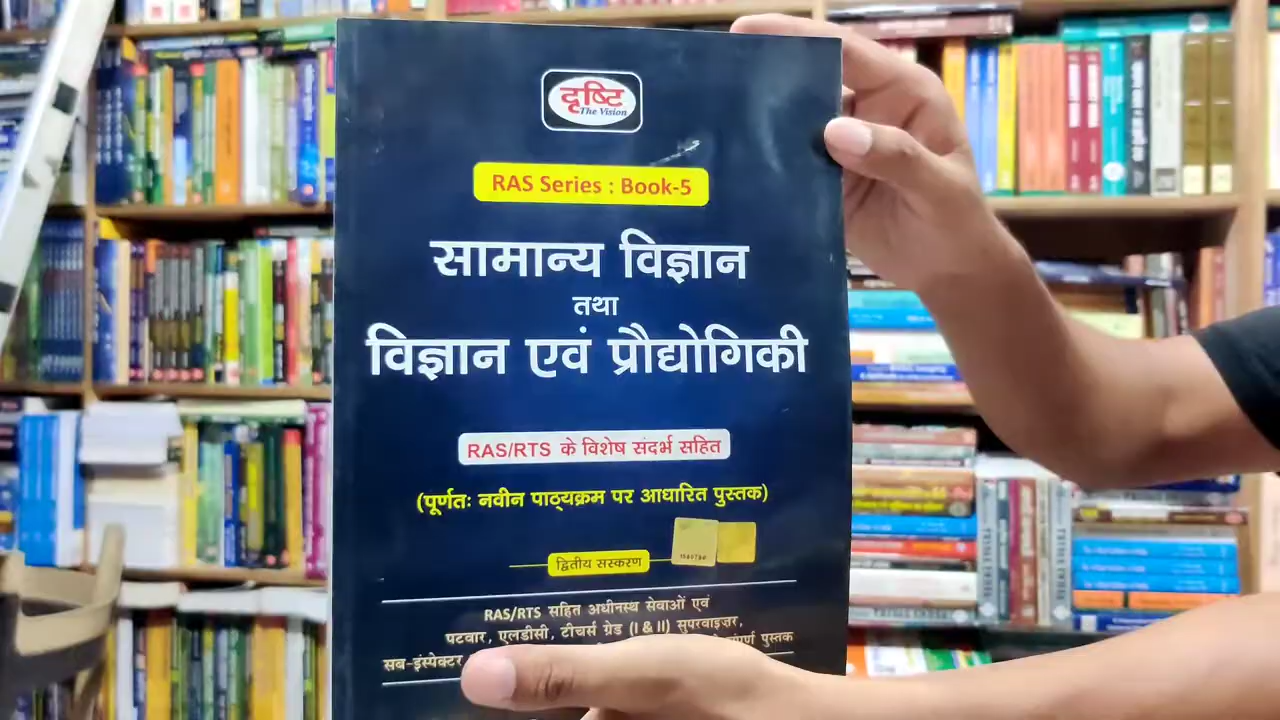 दृष्टि
The Vision
RAS Series : Book-5
सामान्य विज्ञान
तथा
विज्ञान एवं प्रौद्योगिकी
RAS/RTS के विशेष संदर्भ सहित
(पूर्णतः नवीन पाठ्यक्रम पर आधारित पुस्तक)
द्वितीय संस्करण
RAS/RTS सहित अधीनस्थ सेवाओं एवं
पटवार, एलडीसी, टीचर्स ग्रेड (I & II) सुपरवाइज़र,
सब-इंस्पेक्टर पुस्तक